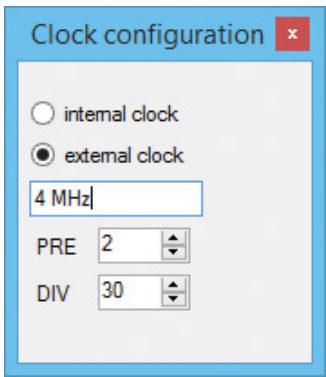 Clock configuration x
internal clock
external clock
4 MHz
PRE 2
DIV 30